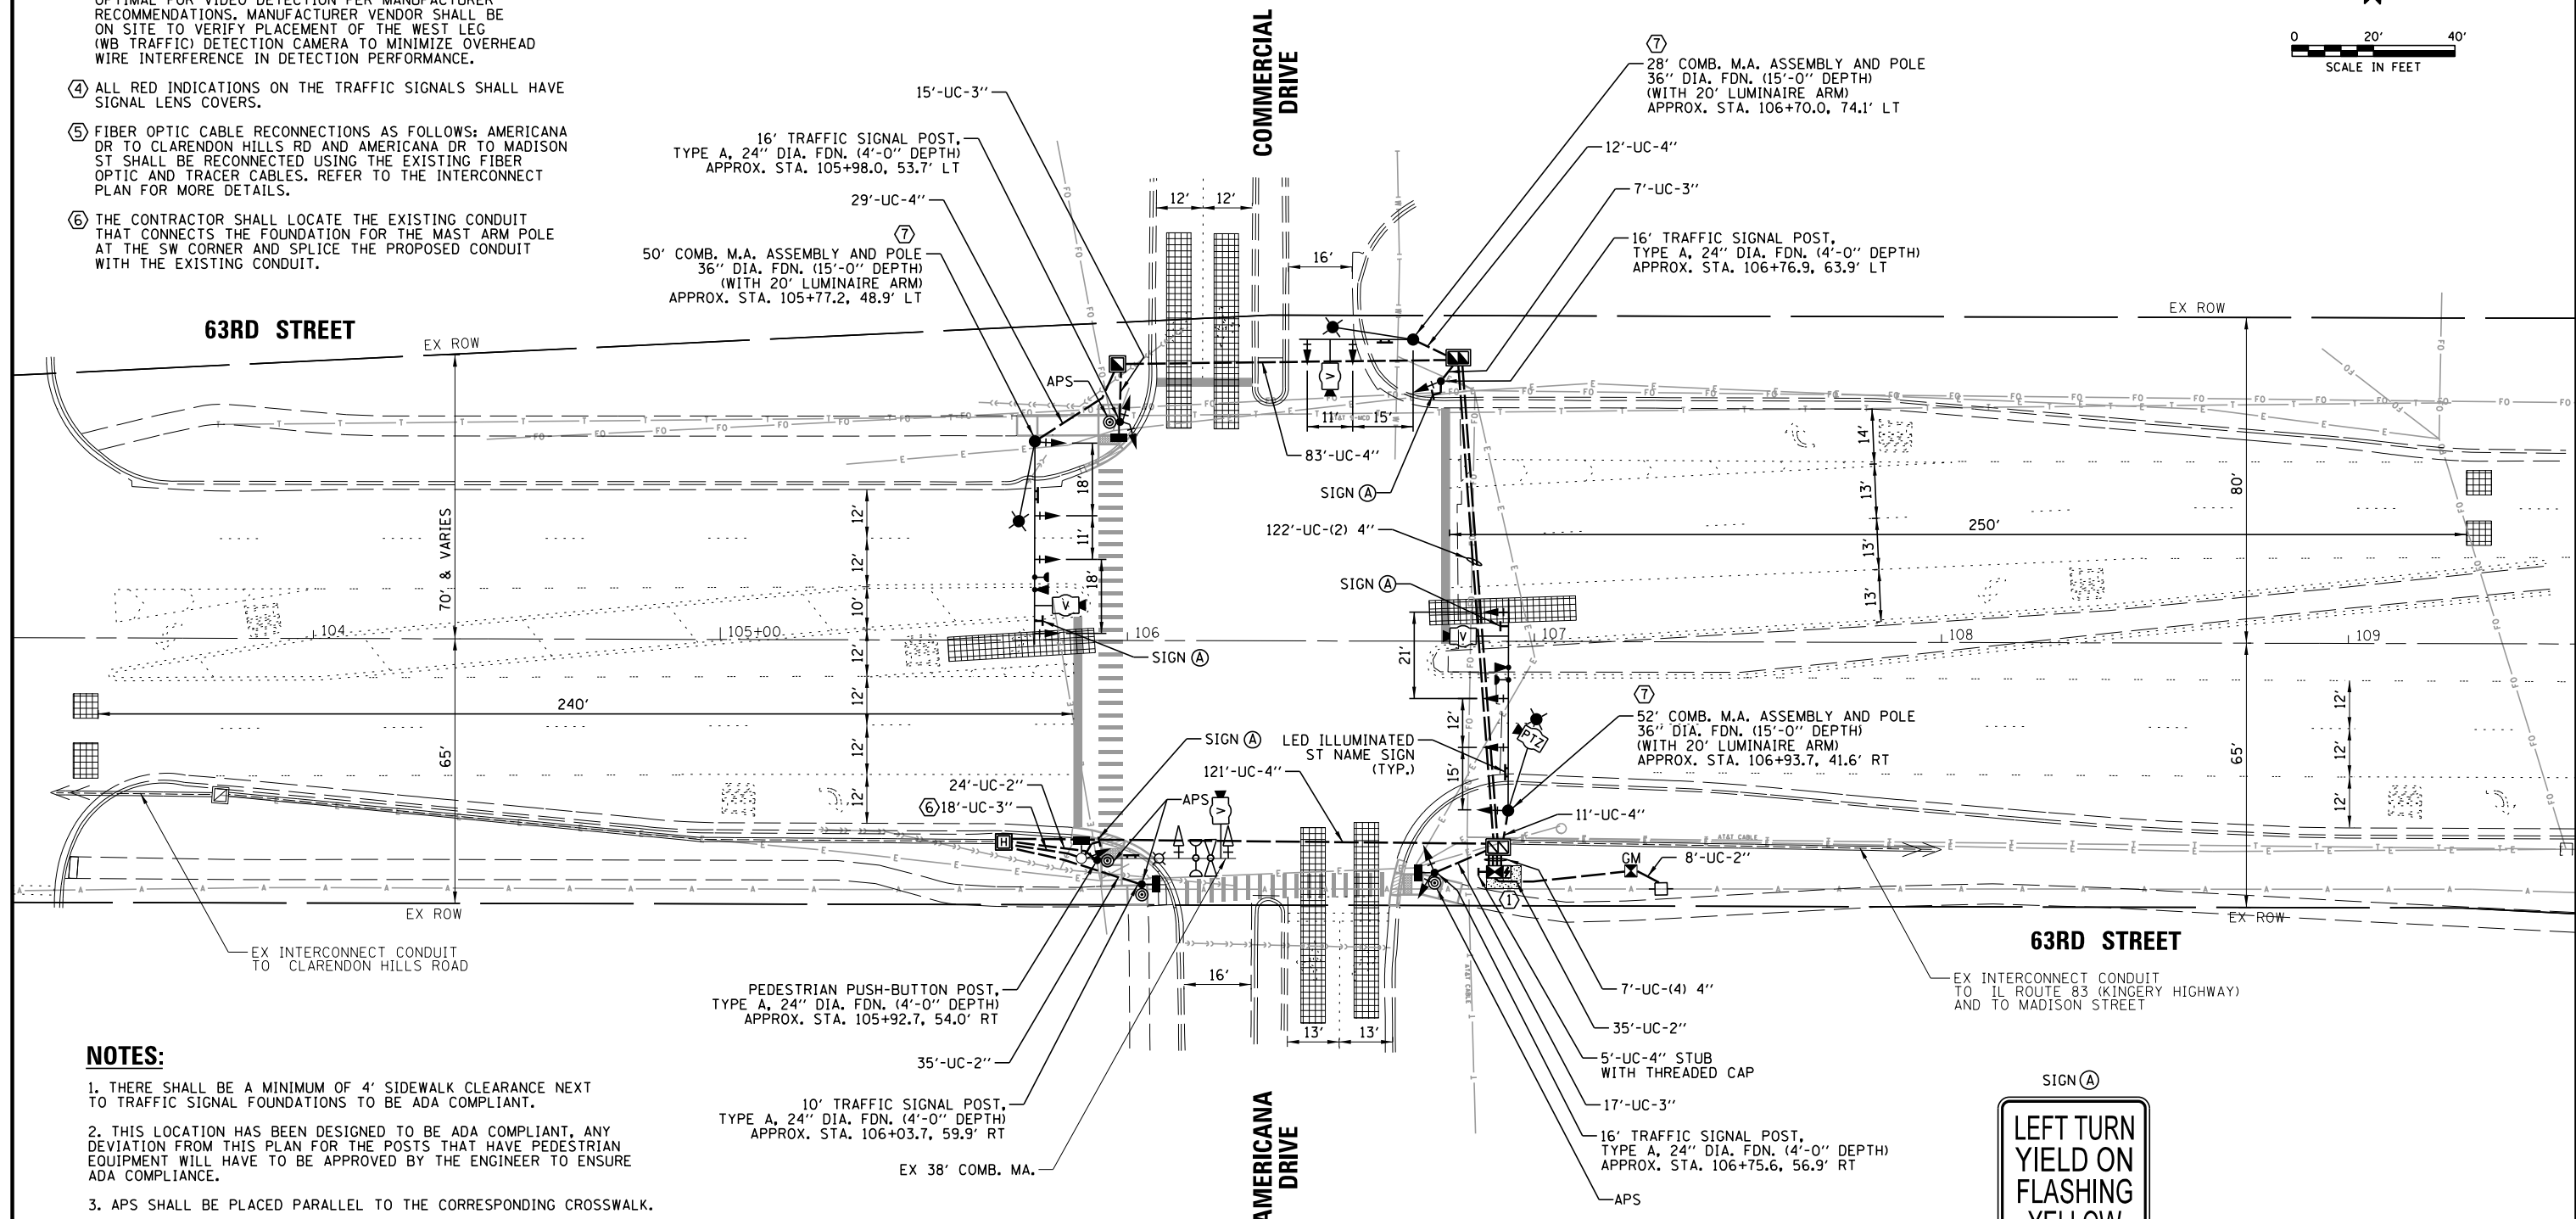 OPTIMAL FOR VIDEO DETECTION PER MANUFACTURER
RECOMMENDATIONS. MANUFACTURER VENDOR SHALL BE
ON SITE TO VERIFY PLACEMENT OF THE WEST LEG
(WB TRAFFIC) DETECTION CAMERA TO MINIMIZE OVERHEAD
WIRE INTERFERENCE IN DETECTION PERFORMANCE.
4 ALL RED INDICATIONS ON THE TRAFFIC SIGNALS SHALL HAVE
SIGNAL LENS COVERS.
5 FIBER OPTIC CABLE RECONNECTIONS AS FOLLOWS: AMERICANA
DR TO CLARENDON HILLS RD AND AMERICANA DR TO MADISON
ST SHALL BE RECONNECTED USING THE EXISTING FIBER
OPTIC AND TRACER CABLES. REFER TO THE INTERCONNECT
PLAN FOR MORE DETAILS.
6 THE CONTRACTOR SHALL LOCATE THE EXISTING CONDUIT
THAT CONNECTS THE FOUNDATION FOR THE MAST ARM POLE
AT THE SW CORNER AND SPLICE THE PROPOSED CONDUIT
WITH THE EXISTING CONDUIT.
63RD STREET
EX ROW
15'-UC-3"
16' TRAFFIC SIGNAL POST,
TYPE A, 24" DIA. FDN. (4'-0" DEPTH)
APPROX. STA. 105+98.0, 53.7' LT
29'-UC-4"
7
50' COMB. M.A. ASSEMBLY AND POLE
36" DIA. FDN. (15'-0" DEPTH)
(WITH 20' LUMINAIRE ARM)
APPROX. STA. 105+77.2, 48.9' LT
APS
COMMERCIAL
DRIVE
12' 12'
16'
7
28' COMB. M.A. ASSEMBLY AND POLE
36" DIA. FDN. (15'-0" DEPTH)
(WITH 20' LUMINAIRE ARM)
APPROX. STA. 106+70.0, 74.1' LT
12'-UC-4"
7'-UC-3"
16' TRAFFIC SIGNAL POST,
TYPE A, 24" DIA. FDN. (4'-0" DEPTH)
APPROX. STA. 106+76.9, 63.9' LT
0 20' 40'
SCALE IN FEET
EX ROW
V
11' 15'
83'-UC-4"
SIGN A
122'-UC-(2) 4"
SIGN A
18'
11'
18'
V
SIGN A
70' & VARIES
12'
12'
10'
12'
12'
12'
12'
65'
240'
104
105+00
106
107
108
109
V
21'
12'
15'
14'
13'
13'
13'
250'
80'
65'
12'
12'
12'
PTZ
7
52' COMB. M.A. ASSEMBLY AND POLE
36" DIA. FDN. (15'-0" DEPTH)
(WITH 20' LUMINAIRE ARM)
APPROX. STA. 106+93.7, 41.6' RT
SIGN A
LED ILLUMINATED
ST NAME SIGN
(TYP.)
121'-UC-4"
APS
V
24'-UC-2"
6 18'-UC-3"
H
11'-UC-4"
AT&T CABLE
GM
8'-UC-2"
1
EX ROW
EX ROW
63RD STREET
EX INTERCONNECT CONDUIT
TO CLARENDON HILLS ROAD
EX INTERCONNECT CONDUIT
TO IL ROUTE 83 (KINGERY HIGHWAY)
AND TO MADISON STREET
PEDESTRIAN PUSH-BUTTON POST,
TYPE A, 24" DIA. FDN. (4'-0" DEPTH)
APPROX. STA. 105+92.7, 54.0' RT
35'-UC-2"
10' TRAFFIC SIGNAL POST,
TYPE A, 24" DIA. FDN. (4'-0" DEPTH)
APPROX. STA. 106+03.7, 59.9' RT
EX 38' COMB. MA.
16'
13' 13'
AT&T CABLE
AMERICANA
DRIVE
7'-UC-(4) 4"
35'-UC-2"
5'-UC-4" STUB
WITH THREADED CAP
17'-UC-3"
16' TRAFFIC SIGNAL POST,
TYPE A, 24" DIA. FDN. (4'-0" DEPTH)
APPROX. STA. 106+75.6, 56.9' RT
APS
NOTES:
1. THERE SHALL BE A MINIMUM OF 4' SIDEWALK CLEARANCE NEXT
TO TRAFFIC SIGNAL FOUNDATIONS TO BE ADA COMPLIANT.
2. THIS LOCATION HAS BEEN DESIGNED TO BE ADA COMPLIANT, ANY
DEVIATION FROM THIS PLAN FOR THE POSTS THAT HAVE PEDESTRIAN
EQUIPMENT WILL HAVE TO BE APPROVED BY THE ENGINEER TO ENSURE
ADA COMPLIANCE.
3. APS SHALL BE PLACED PARALLEL TO THE CORRESPONDING CROSSWALK.
SIGN A
LEFT TURN
YIELD ON
FLASHING
YELLOW